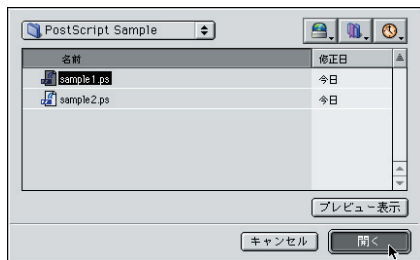 PostScript Sample
名前 修正日
sample1.ps 今日
sample2.ps 今日
プレビュー表示
キャンセル 開く